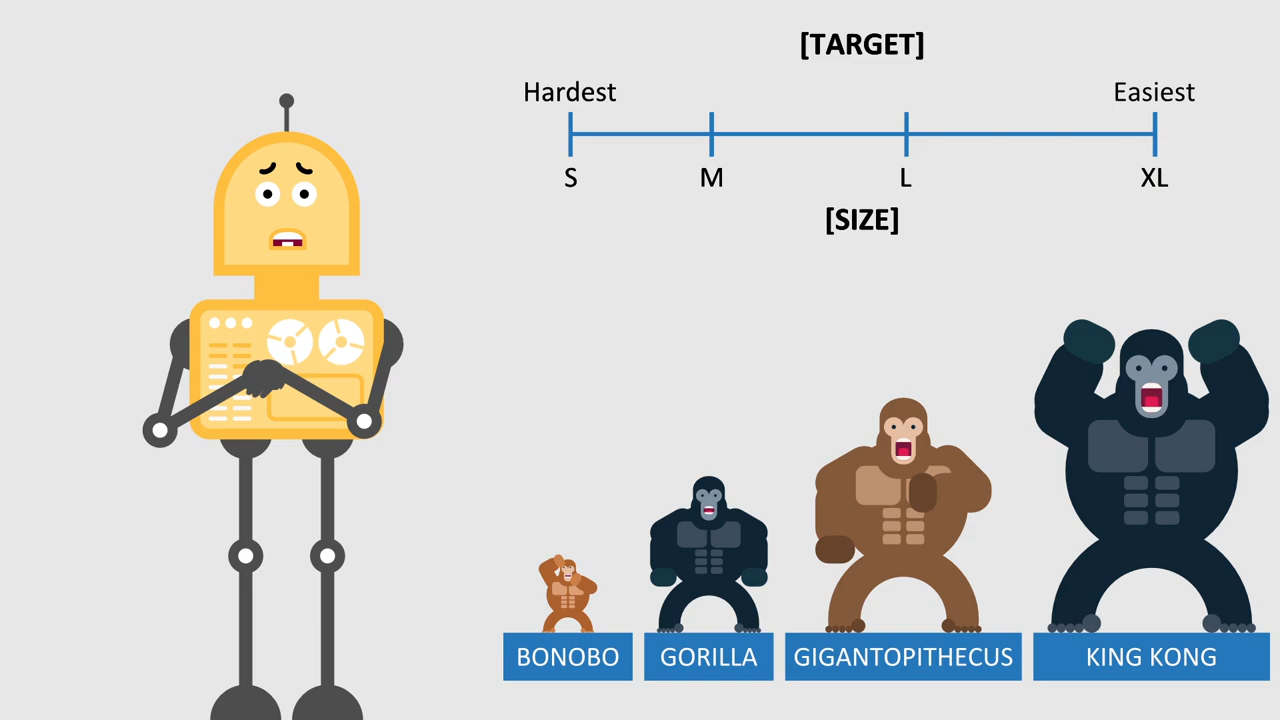 [TARGET]
Hardest Easiest
S M L XL
[SIZE]
BONOBO GORILLA GIGANTOPITHECUS KING KONG